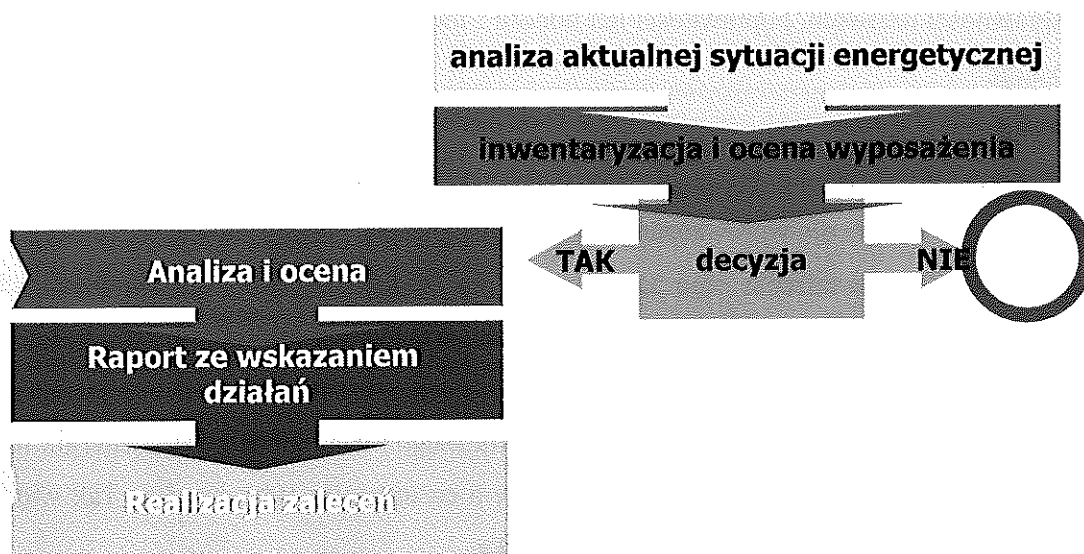 analiza aktualnej sytuacji energetycznej
inwentaryzacja i ocena wyposażenia
TAK
decyzja
NIE
Analiza i ocena
Raport ze wskazaniem
działań
Realizacja zaleceń